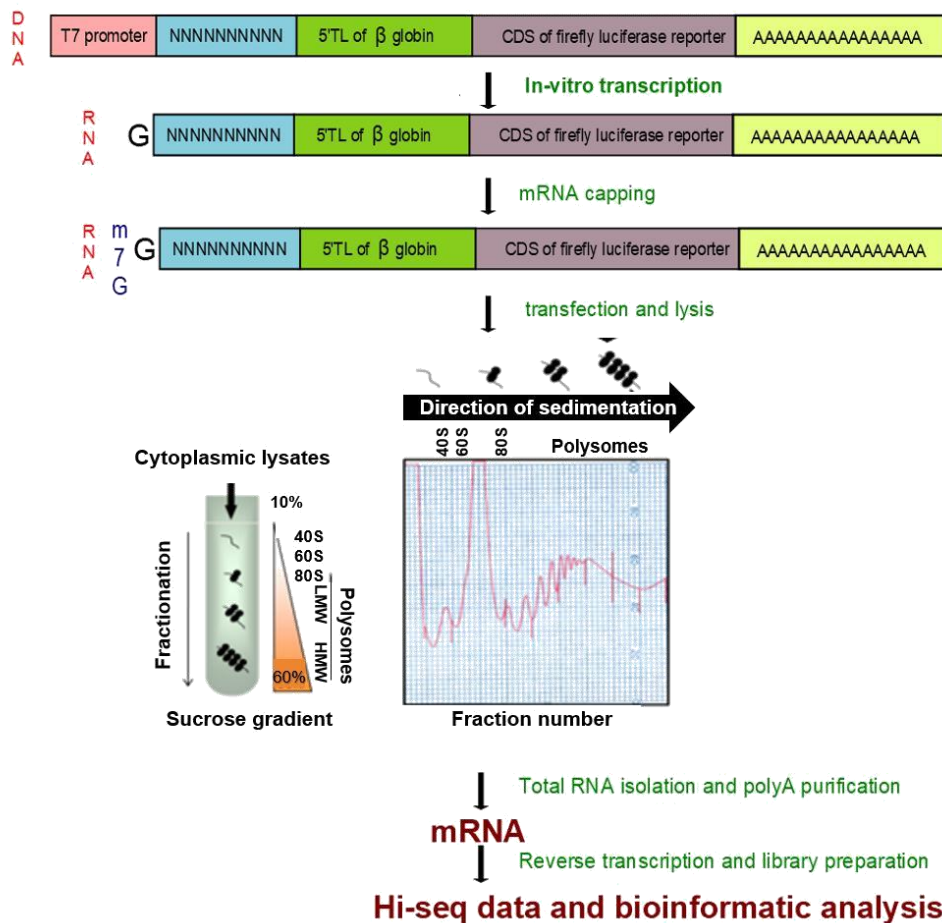 DNA
T7 promoter NNNNNNNNNN 5'TL of β globin CDS of firefly luciferase reporter AAAAAAAAAAAAAAAA
In-vitro transcription
RNA
G NNNNNNNNNN 5'TL of β globin CDS of firefly luciferase reporter AAAAAAAAAAAAAAAA
mRNA capping
RNA
m7G
G NNNNNNNNNN 5'TL of β globin CDS of firefly luciferase reporter AAAAAAAAAAAAAAAA
transfection and lysis
Direction of sedimentation
40S 60S 80S Polysomes
Cytoplasmic lysates
10%
40S
60S
80S
LMW
HMW
Polysomes
60%
Fractionation
Sucrose gradient
Fraction number
Total RNA isolation and polyA purification
mRNA
Reverse transcription and library preparation
Hi-seq data and bioinformatic analysis